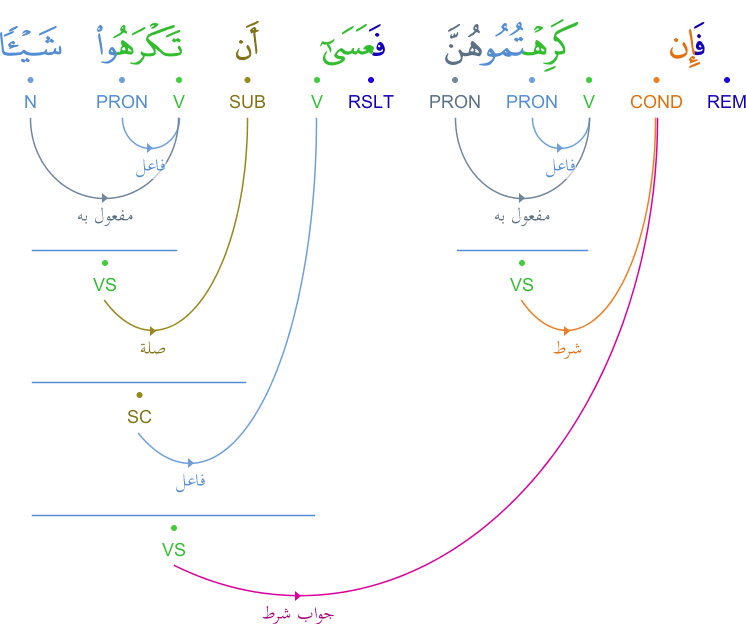 فَإِن كَرِهْتُمُوهُنَّ فَعَسَىٰٓ أَن تَكْرَهُوا۟ شَيْـًٔا
REM COND V PRON PRON RSLT V SUB V PRON N
فاعل فاعل
مفعول به مفعول به
VS VS
شرط صلة
SC
فاعل
VS
جواب شرط